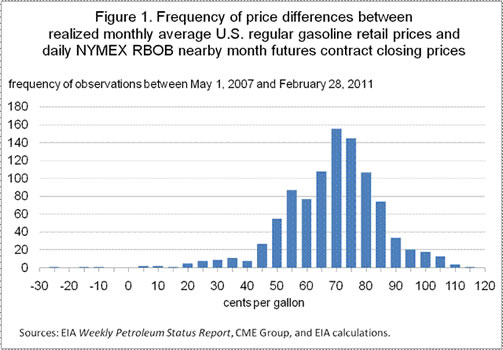 Figure 1. Frequency of price differences between
realized monthly average U.S. regular gasoline retail prices and
daily NYMEX RBOB nearby month futures contract closing prices
frequency of observations between May 1, 2007 and February 28, 2011
180
160
140
120
100
80
60
40
20
0
-30 -20 -10 0 10 20 30 40 50 60 70 80 90 100 110 120
cents per gallon
Sources: EIA Weekly Petroleum Status Report, CME Group, and EIA calculations.